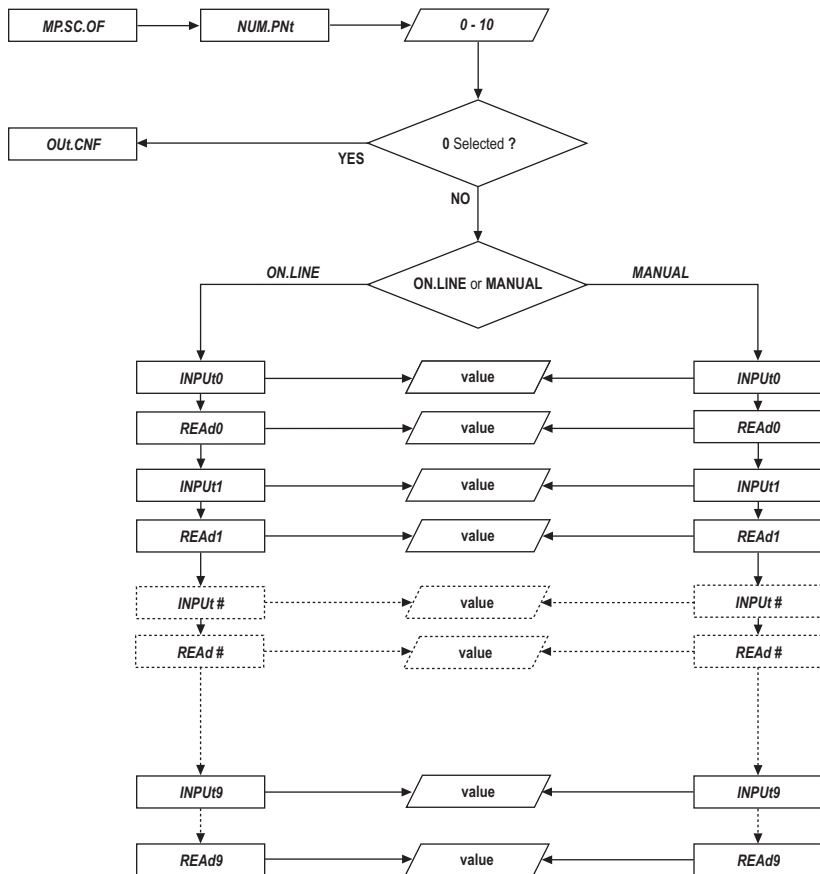 MP.SC.OF NUM.PNt 0 - 10
OUt.CNF 0 Selected ?
YES
NO
ON.LINE ON.LINE or MANUAL MANUAL
INPUt0 value INPUt0
REAd0 value REAd0
INPUt1 value INPUt1
REAd1 value REAd1
INPUt # value INPUt #
REAd # value REAd #
INPUt9 value INPUt9
REAd9 value REAd9